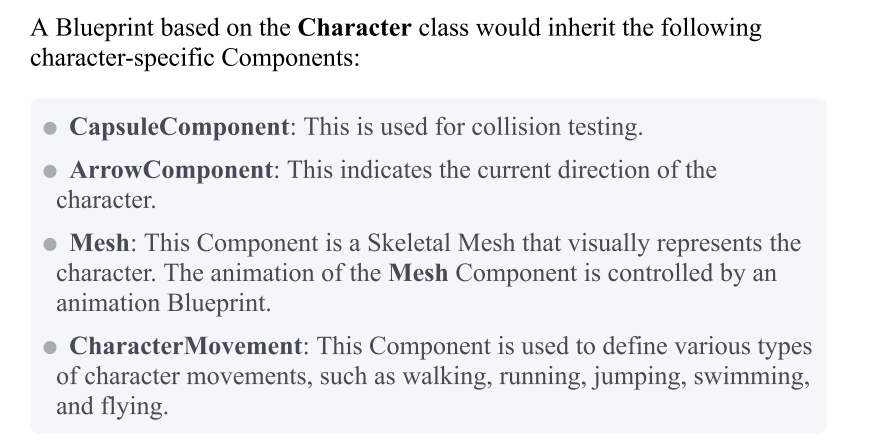 A Blueprint based on the Character class would inherit the following
character-specific Components:
● CapsuleComponent: This is used for collision testing.
● ArrowComponent: This indicates the current direction of the
character.
● Mesh: This Component is a Skeletal Mesh that visually represents the
character. The animation of the Mesh Component is controlled by an
animation Blueprint.
● CharacterMovement: This Component is used to define various types
of character movements, such as walking, running, jumping, swimming,
and flying.